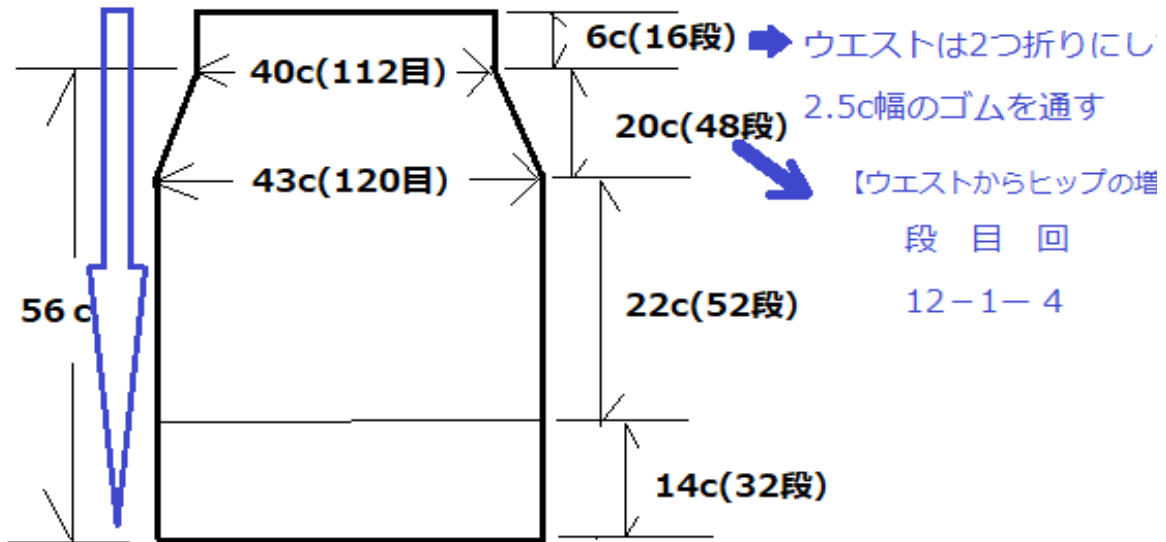 6c(16段)
ウエストは2つ折りにして
2.5c幅のゴムを通す
40c(112目)
20c(48段)
43c(120目)
【ウエストからヒップの増
段 目 回
12－1－ 4
56 c
22c(52段)
14c(32段)